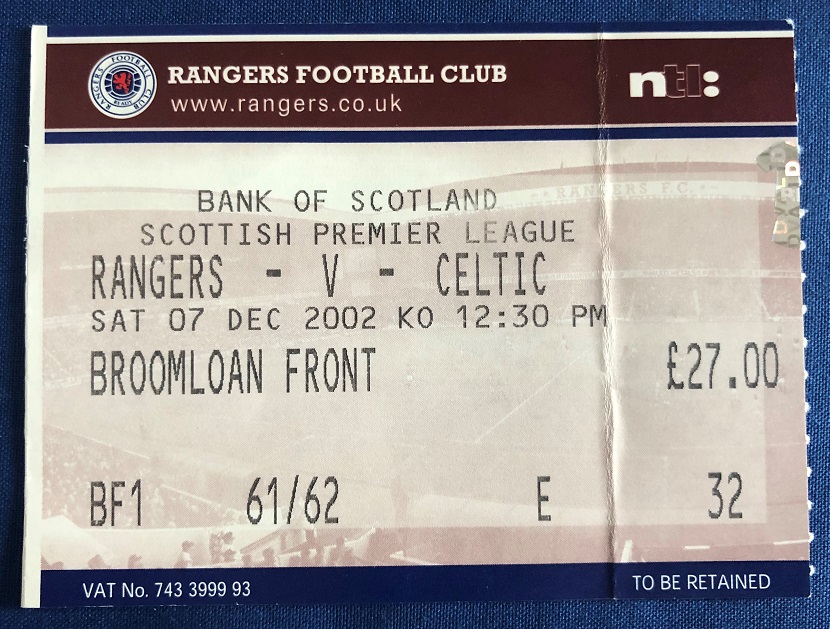 RANGERS FOOTBALL CLUB
www.rangers.co.uk
ntl:
RANGERS F.C.
BANK OF SCOTLAND
SCOTTISH PREMIER LEAGUE
RANGERS - V - CELTIC
SAT 07 DEC 2002 KO 12:30 PM
BROOMLOAN FRONT £27.00
BF1 61/62 E 32
VAT No. 743 3999 93 TO BE RETAINED